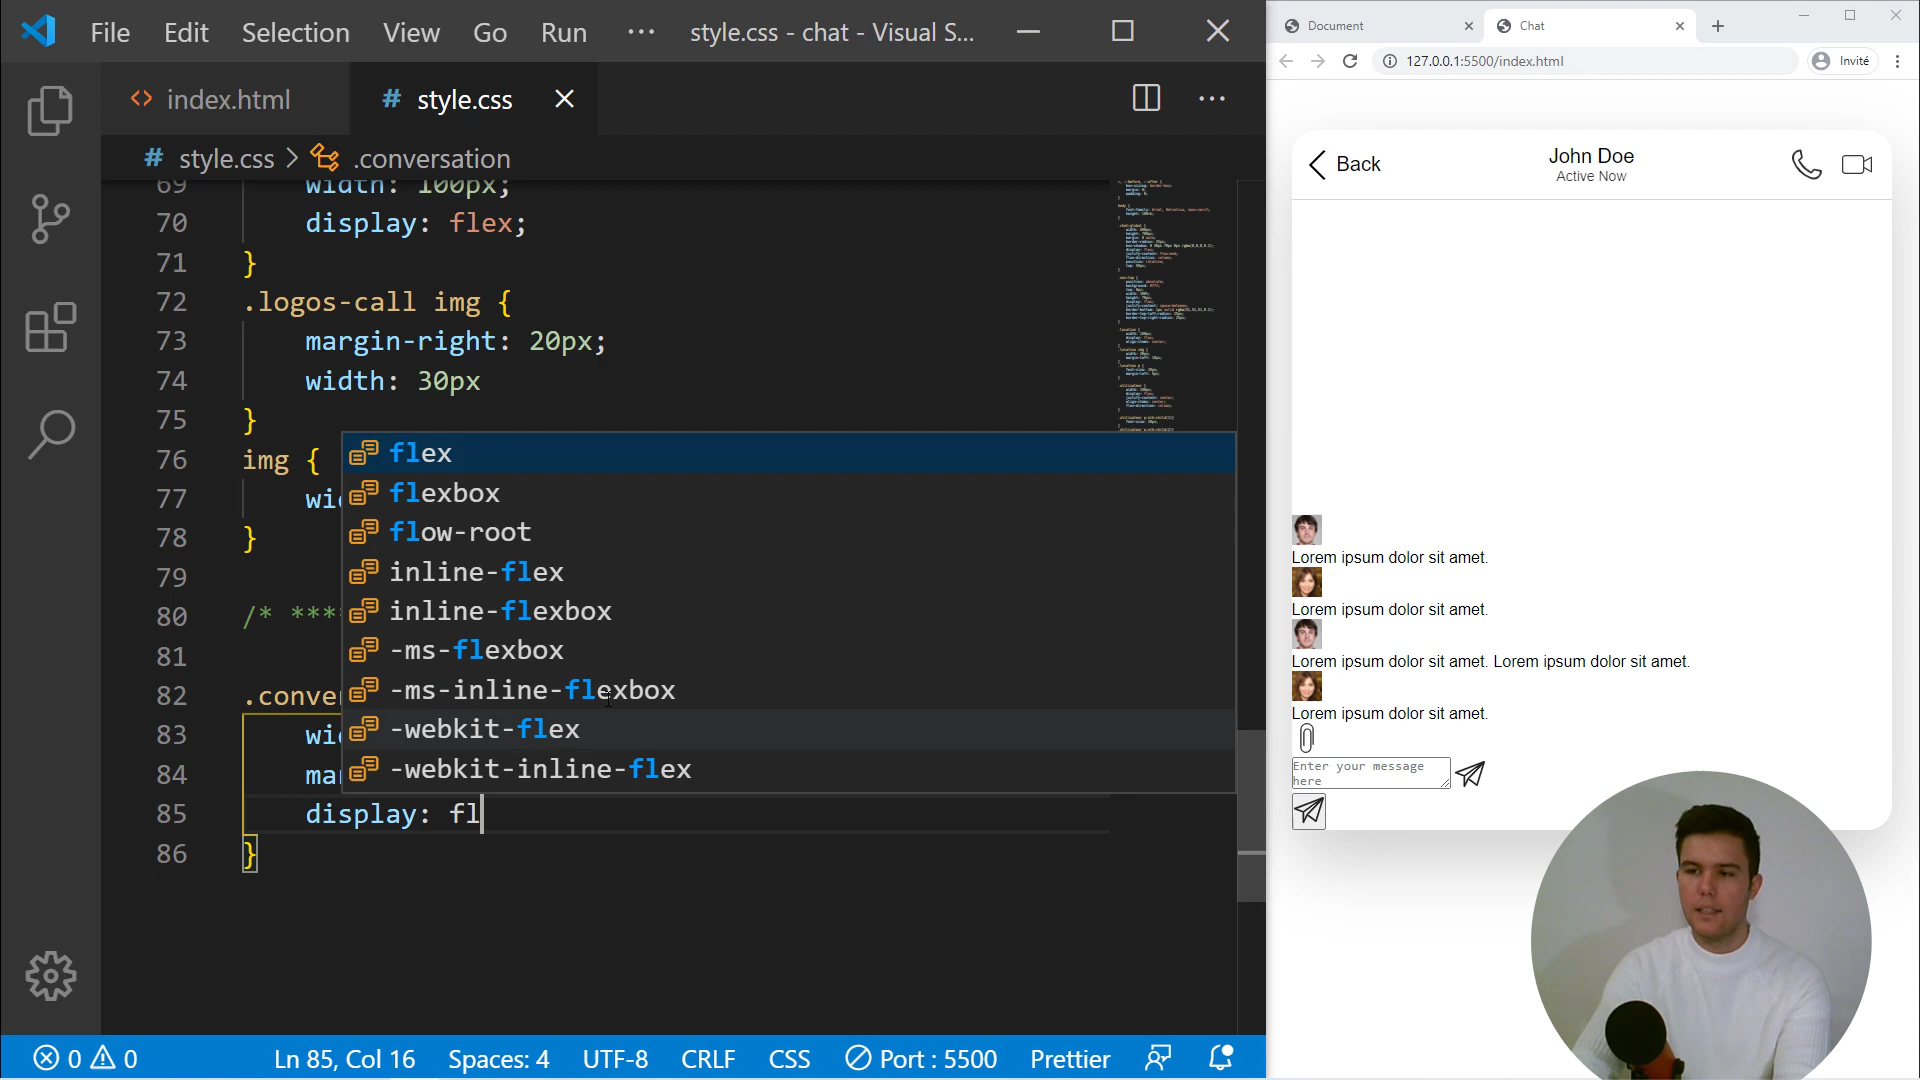 File Edit Selection View Go Run ··· style.css - chat - Visual S...
index.html # style.css
# style.css > .conversation
69 width: 100px;
70 display: flex;
71 }
72 .logos-call img {
73 margin-right: 20px;
74 width: 30px
75 }
76 img {
77 wid
78 }
79
80 /* ***
81
82 .conver
83 wid
84 mar
85 display: fl
86 }
flex
flexbox
flow-root
inline-flex
inline-flexbox
-ms-flexbox
-ms-inline-flexbox
-webkit-flex
-webkit-inline-flex
0 0 Ln 85, Col 16 Spaces: 4 UTF-8 CRLF CSS Port : 5500 Prettier
Document Chat
127.0.0.1:5500/index.html Invité
Back
John Doe
Active Now
Lorem ipsum dolor sit amet.
Lorem ipsum dolor sit amet.
Lorem ipsum dolor sit amet. Lorem ipsum dolor sit amet.
Lorem ipsum dolor sit amet.
Enter your message
here